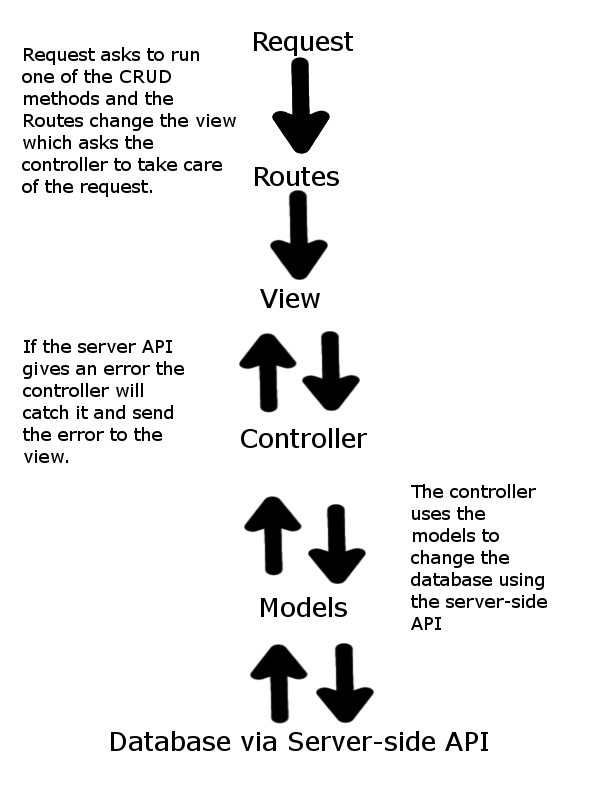 Request
Request asks to run
one of the CRUD
methods and the
Routes change the view
which asks the
controller to take care
of the request.
Routes
View
If the server API
gives an error the
controller will
catch it and send
the error to the
view.
Controller
The controller
uses the
models to
change the
database using
the server-side
API
Models
Database via Server-side API